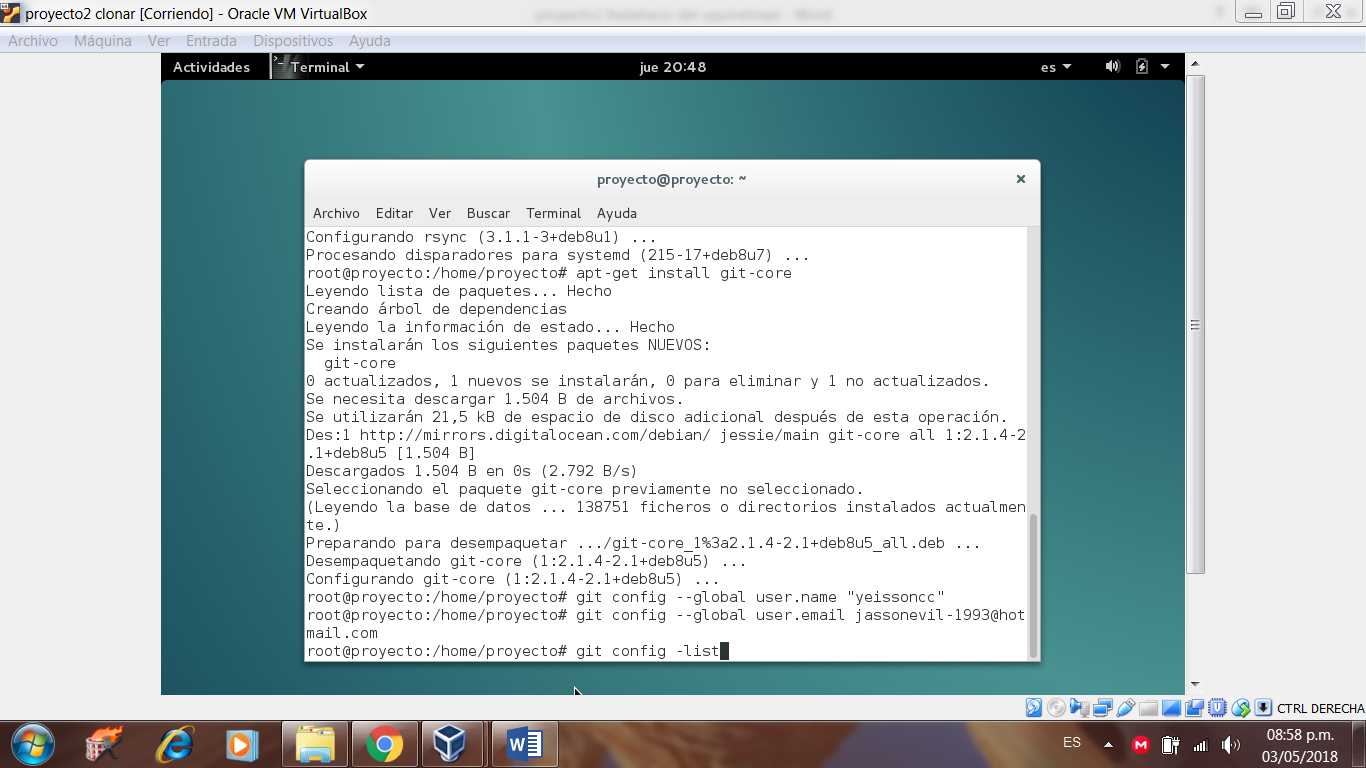 proyecto2 clonar [Corriendo] - Oracle VM VirtualBox
Archivo Máquina Ver Entrada Dispositivos Ayuda
Actividades Terminal jue 20:48 es
proyecto@proyecto: ~
Archivo Editar Ver Buscar Terminal Ayuda
Configurando rsync (3.1.1-3+deb8u1) ...
Procesando disparadores para systemd (215-17+deb8u7) ...
root@proyecto:/home/proyecto# apt-get install git-core
Leyendo lista de paquetes... Hecho
Creando árbol de dependencias
Leyendo la información de estado... Hecho
Se instalarán los siguientes paquetes NUEVOS:
git-core
0 actualizados, 1 nuevos se instalarán, 0 para eliminar y 1 no actualizados.
Se necesita descargar 1.504 B de archivos.
Se utilizarán 21,5 kB de espacio de disco adicional después de esta operación.
Des:1 http://mirrors.digitalocean.com/debian/ jessie/main git-core all 1:2.1.4-2
.1+deb8u5 [1.504 B]
Descargados 1.504 B en 0s (2.792 B/s)
Seleccionando el paquete git-core previamente no seleccionado.
(Leyendo la base de datos ... 138751 ficheros o directorios instalados actualmen
te.)
Preparando para desempaquetar .../git-core_1%3a2.1.4-2.1+deb8u5_all.deb ...
Desempaquetando git-core (1:2.1.4-2.1+deb8u5) ...
Configurando git-core (1:2.1.4-2.1+deb8u5) ...
root@proyecto:/home/proyecto# git config --global user.name "yeissoncc"
root@proyecto:/home/proyecto# git config --global user.email jassonevil-1993@hot
mail.com
root@proyecto:/home/proyecto# git config -list
CTRL DERECHA
ES
08:58 p.m.
03/05/2018